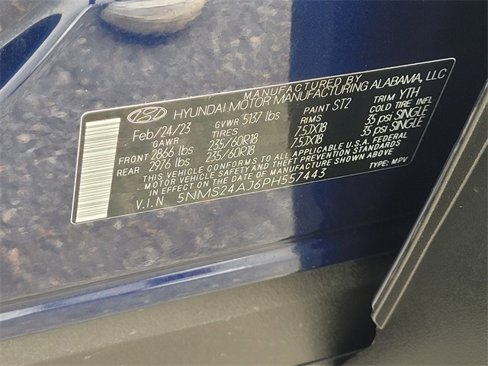 MANUFACTURED BY
HYUNDAI MOTOR MANUFACTURING ALABAMA, LLC
Feb/24/23 GVWR 5137 lbs PAINT ST2 TRIM YTH
TIRES RIMS COLD TIRE INFL
FRONT 2866 lbs 235/60R18 7.5JX18 35 psi SINGLE
REAR 2976 lbs 235/60R18 7.5JX18 35 psi SINGLE
THIS VEHICLE CONFORMS TO ALL APPLICABLE U.S.A. FEDERAL
MOTOR VEHICLE SAFETY AND THEFT PREVENTION STANDARDS
IN EFFECT ON THE DATE OF MANUFACTURE SHOWN ABOVE.
V.I.N 5NMS24AJ6PH557443 TYPE: MPV